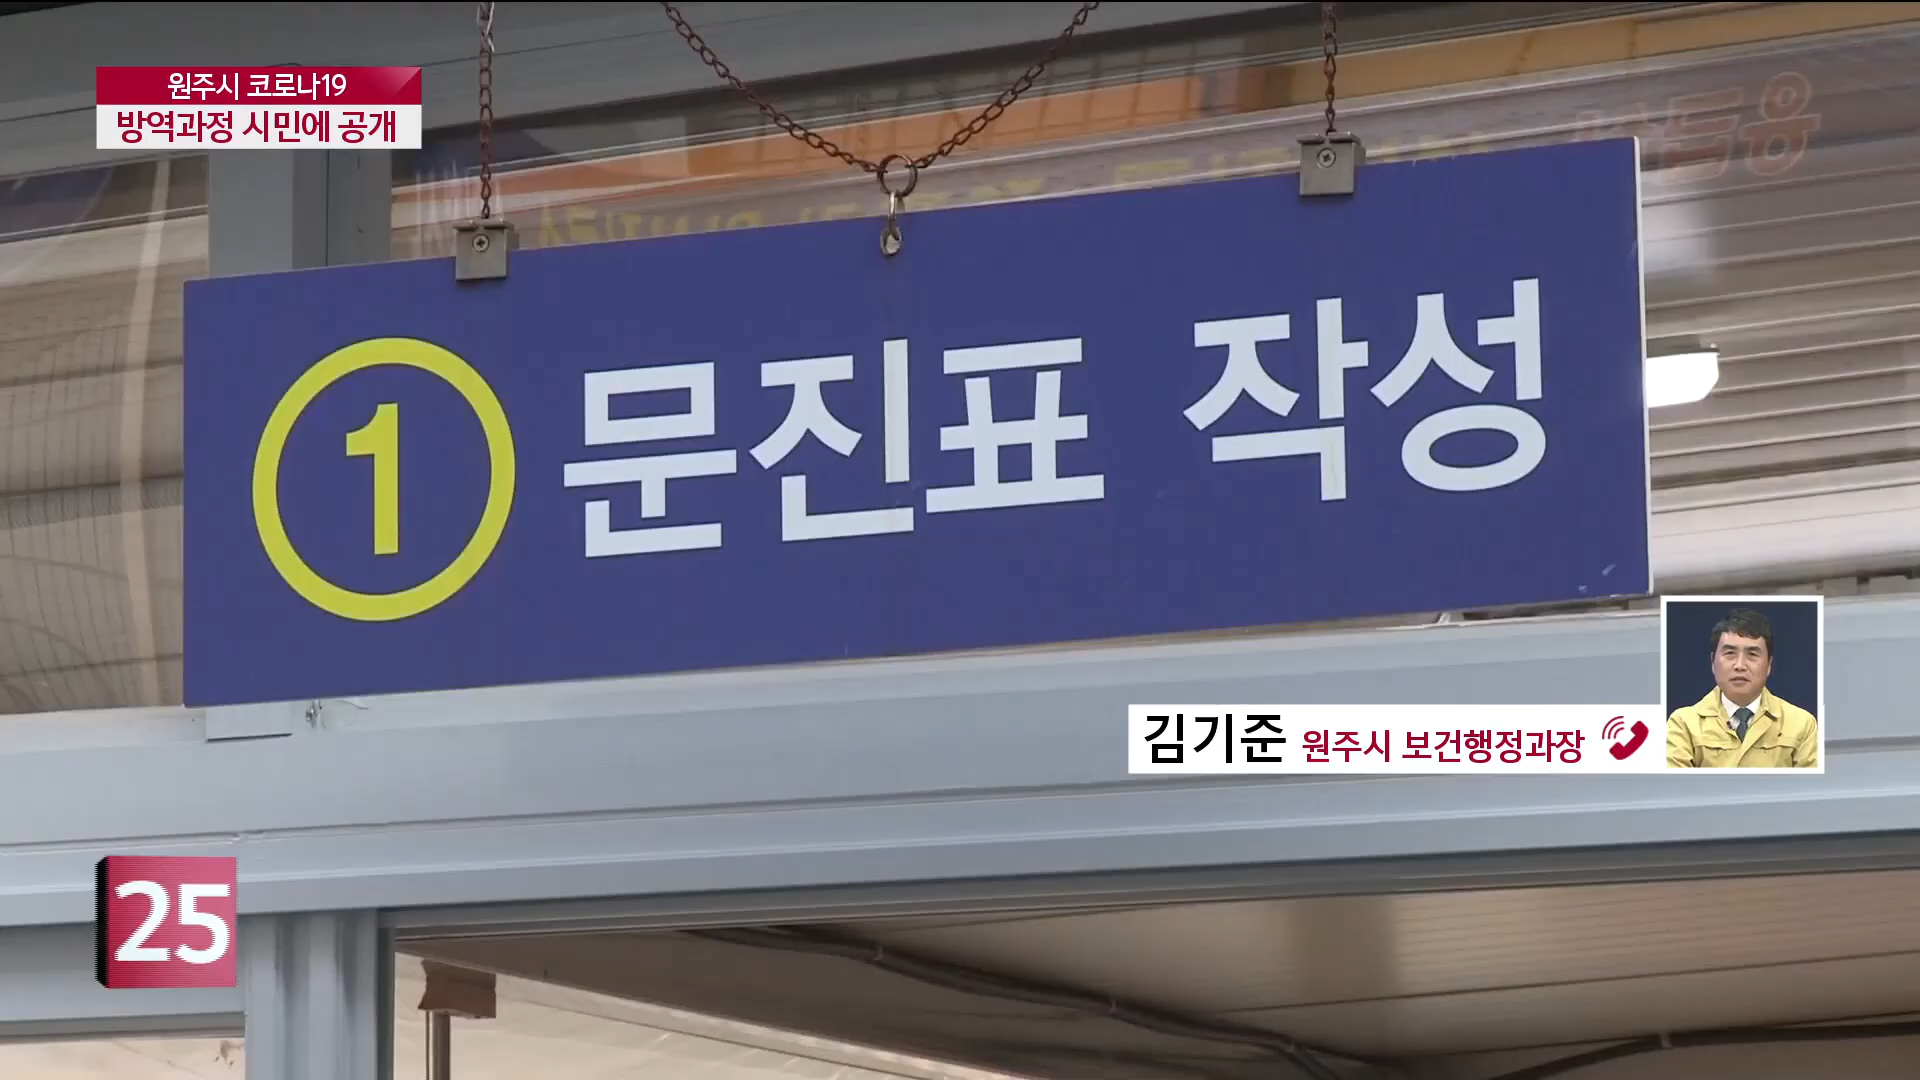 원주시 코로나19
방역과정 시민에 공개
① 문진표 작성
김기준 원주시 보건행정과장
25